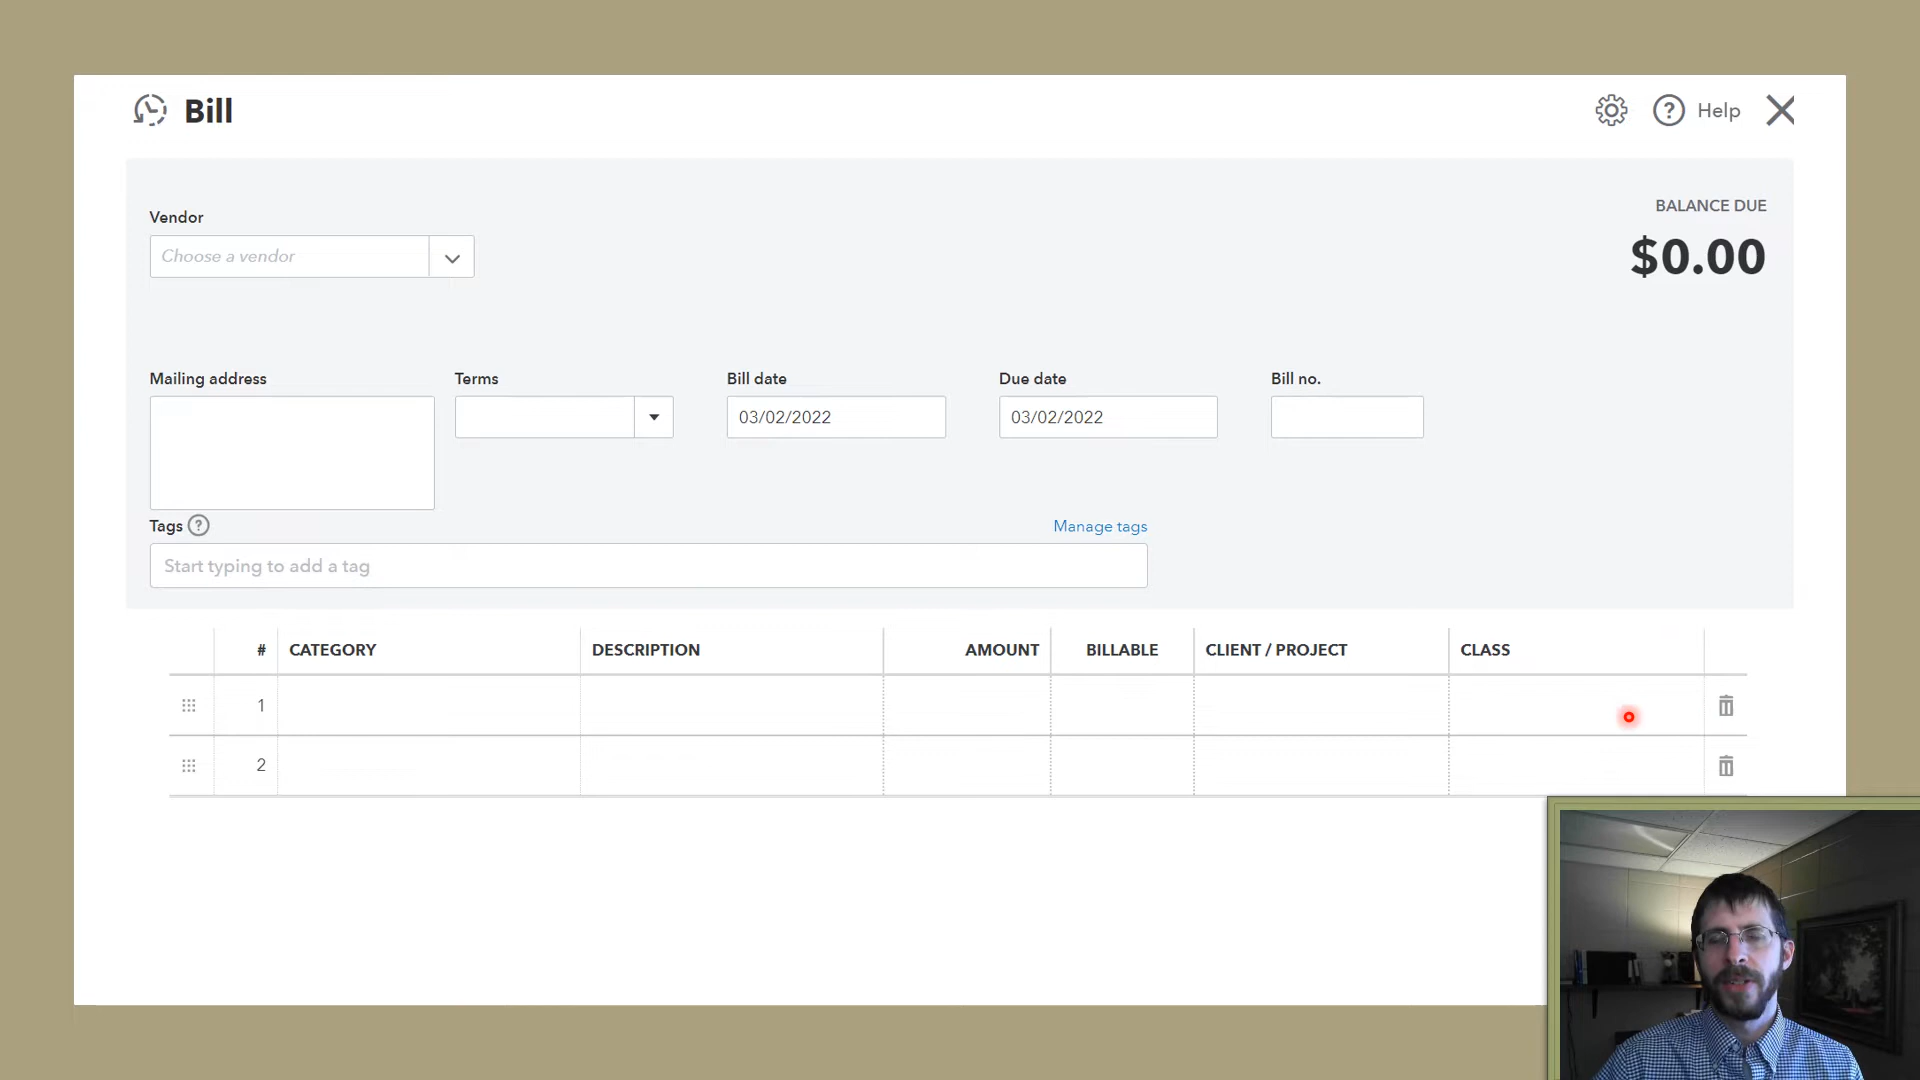 Bill
? Help
Vendor
BALANCE DUE
Choose a vendor
$0.00
Mailing address
Terms
Bill date
Due date
Bill no.
03/02/2022
03/02/2022
Tags ?
Manage tags
Start typing to add a tag
# CATEGORY DESCRIPTION AMOUNT BILLABLE CLIENT / PROJECT CLASS
1
2